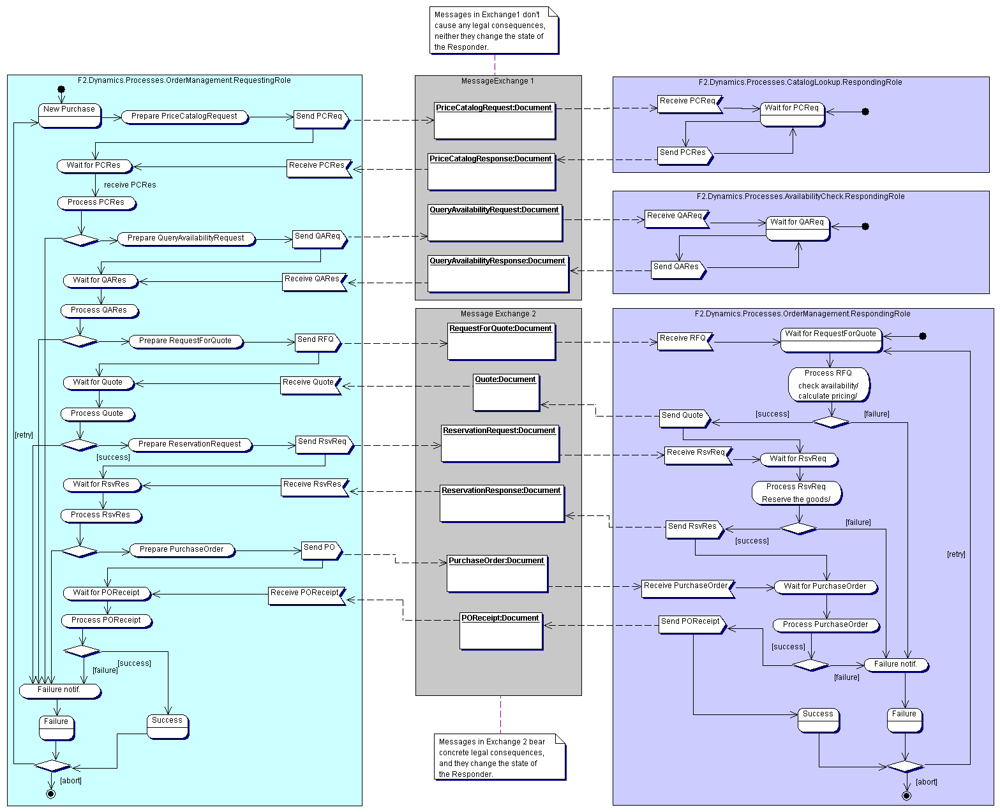 Messages in Exchange1 don't
cause any legal consequences,
neither they change the state of
the Responder.
F2.Dynamics.Processes.OrderManagement.RequestingRole
New Purchase
Prepare PriceCatalogRequest
Send PCReq
Wait for PCRes
Receive PCRes
receive PCRes
Process PCRes
Prepare QueryAvailabilityRequest
Send QAReq
Wait for QARes
Receive QARes
Process QARes
Prepare RequestForQuote
Send RFQ
Wait for Quote
Receive Quote
Process Quote
[retry]
Prepare ReservationRequest
Send RsvReq
[success]
Wait for RsvRes
Receive RsvRes
Process RsvRes
Prepare PurchaseOrder
Send PO
Wait for POReceipt
Receive POReceipt
Process POReceipt
[success]
[failure]
Failure notif.
Failure
Success
[abort]
MessageExchange 1
PriceCatalogRequest:Document
PriceCatalogResponse:Document
QueryAvailabilityRequest:Document
QueryAvailabilityResponse:Document
Message Exchange 2
RequestForQuote:Document
Quote:Document
ReservationRequest:Document
ReservationResponse:Document
PurchaseOrder:Document
POReceipt:Document
Messages in Exchange 2 bear
concrete legal consequences,
and they change the state of
the Responder.
F2.Dynamics.Processes.CatalogLookup.RespondingRole
Receive PCReq
Wait for PCReq
Send PCRes
F2.Dynamics.Processes.AvailabilityCheck.RespondingRole
Receive QAReq
Wait for QAReq
Send QARes
F2.Dynamics.Processes.OrderManagement.RespondingRole
Receive RFQ
Wait for RequestForQuote
Process RFQ
check availability/
calculate pricing/
Send Quote
[success]
[failure]
Receive RsvReq
Wait for RsvReq
Process RsvReq
Reserve the goods/
Send RsvRes
[failure]
[success]
[retry]
Receive PurchaseOrder
Wait for PurchaseOrder
Send POReceipt
Process PurchaseOrder
[success]
Failure notif.
[failure]
Success
Failure
[abort]